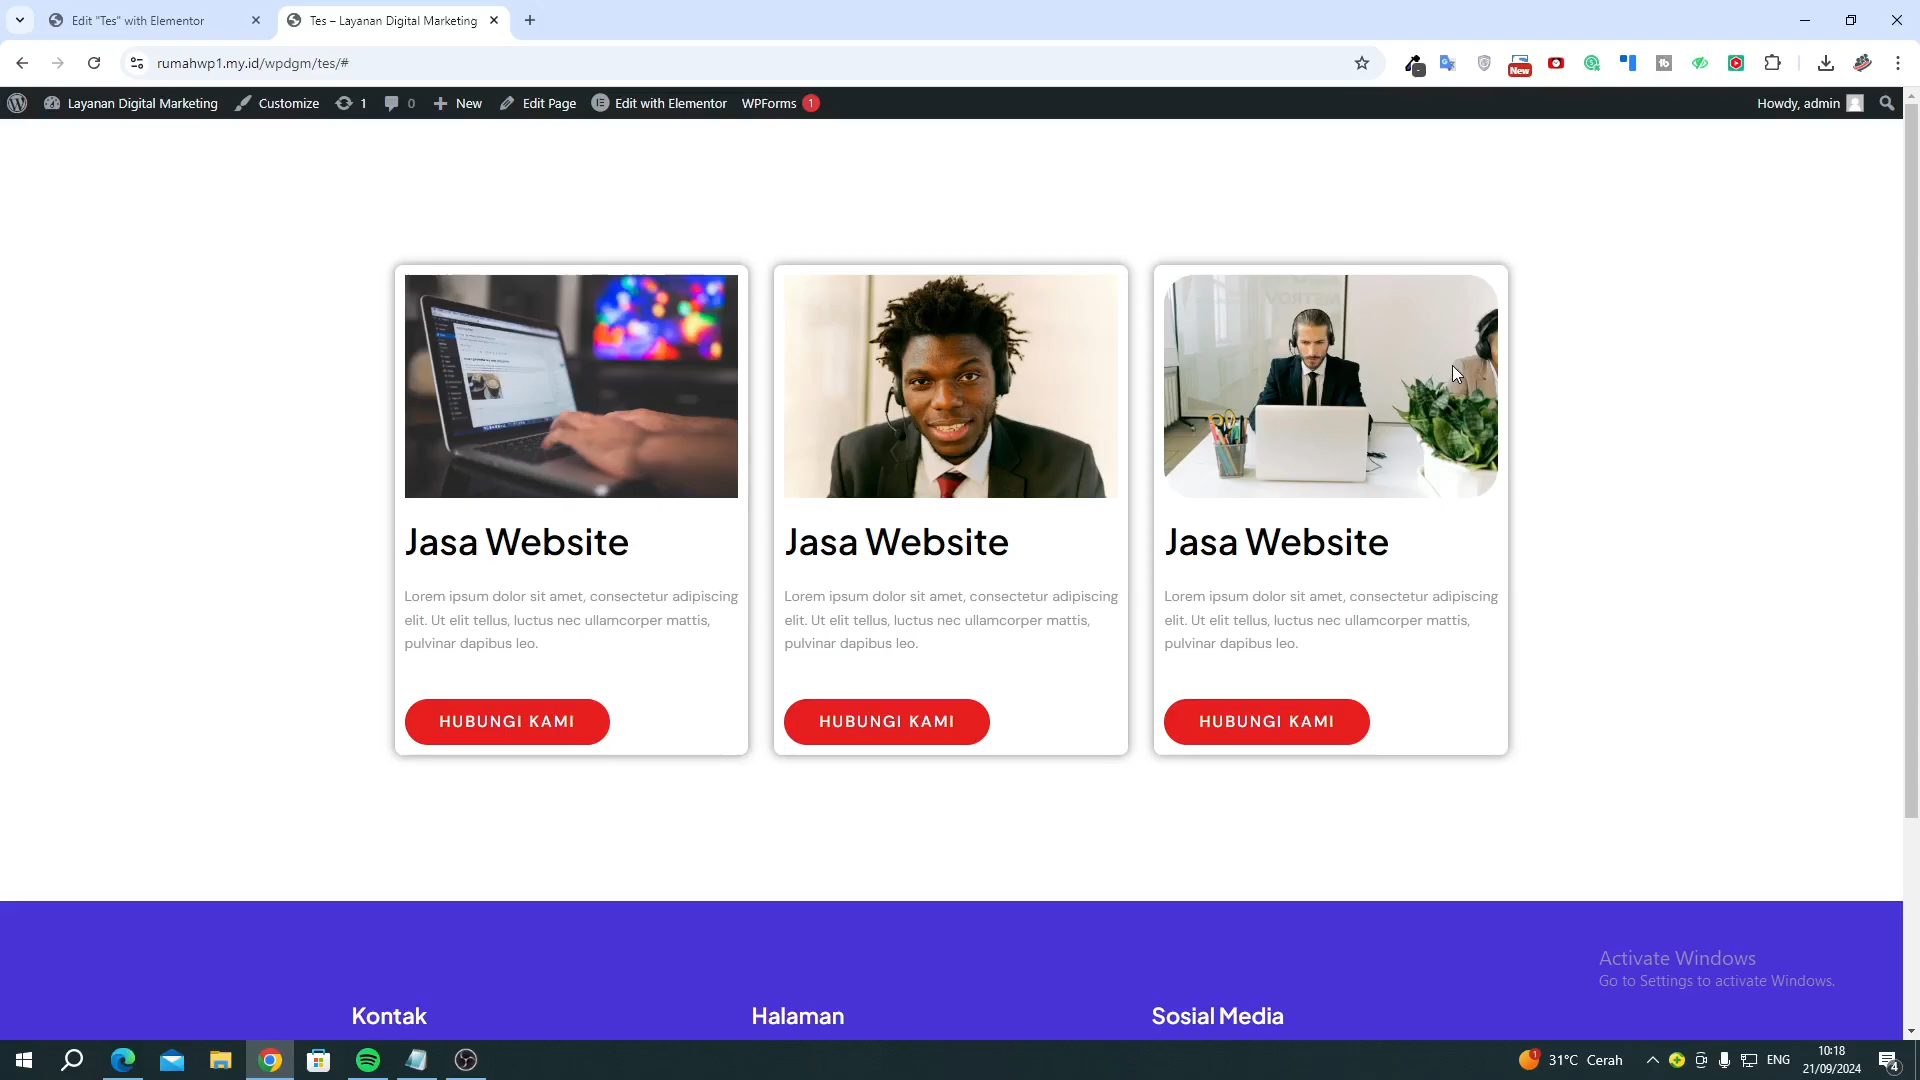 Edit "Tes" with Elementor
Tes – Layanan Digital Marketing
rumahwp1.my.id/wpdgm/tes/#
New
Layanan Digital Marketing
Customize
1
0
New
Edit Page
Edit with Elementor
WPForms 1
Howdy, admin
Jasa Website
Jasa Website
Jasa Website
Lorem ipsum dolor sit amet, consectetur adipiscing
elit. Ut elit tellus, luctus nec ullamcorper mattis,
pulvinar dapibus leo.
Lorem ipsum dolor sit amet, consectetur adipiscing
elit. Ut elit tellus, luctus nec ullamcorper mattis,
pulvinar dapibus leo.
Lorem ipsum dolor sit amet, consectetur adipiscing
elit. Ut elit tellus, luctus nec ullamcorper mattis,
pulvinar dapibus leo.
HUBUNGI KAMI
HUBUNGI KAMI
HUBUNGI KAMI
Activate Windows
Go to Settings to activate Windows.
Kontak
Halaman
Sosial Media
1
31°C Cerah
ENG
10:18
21/09/2024
4